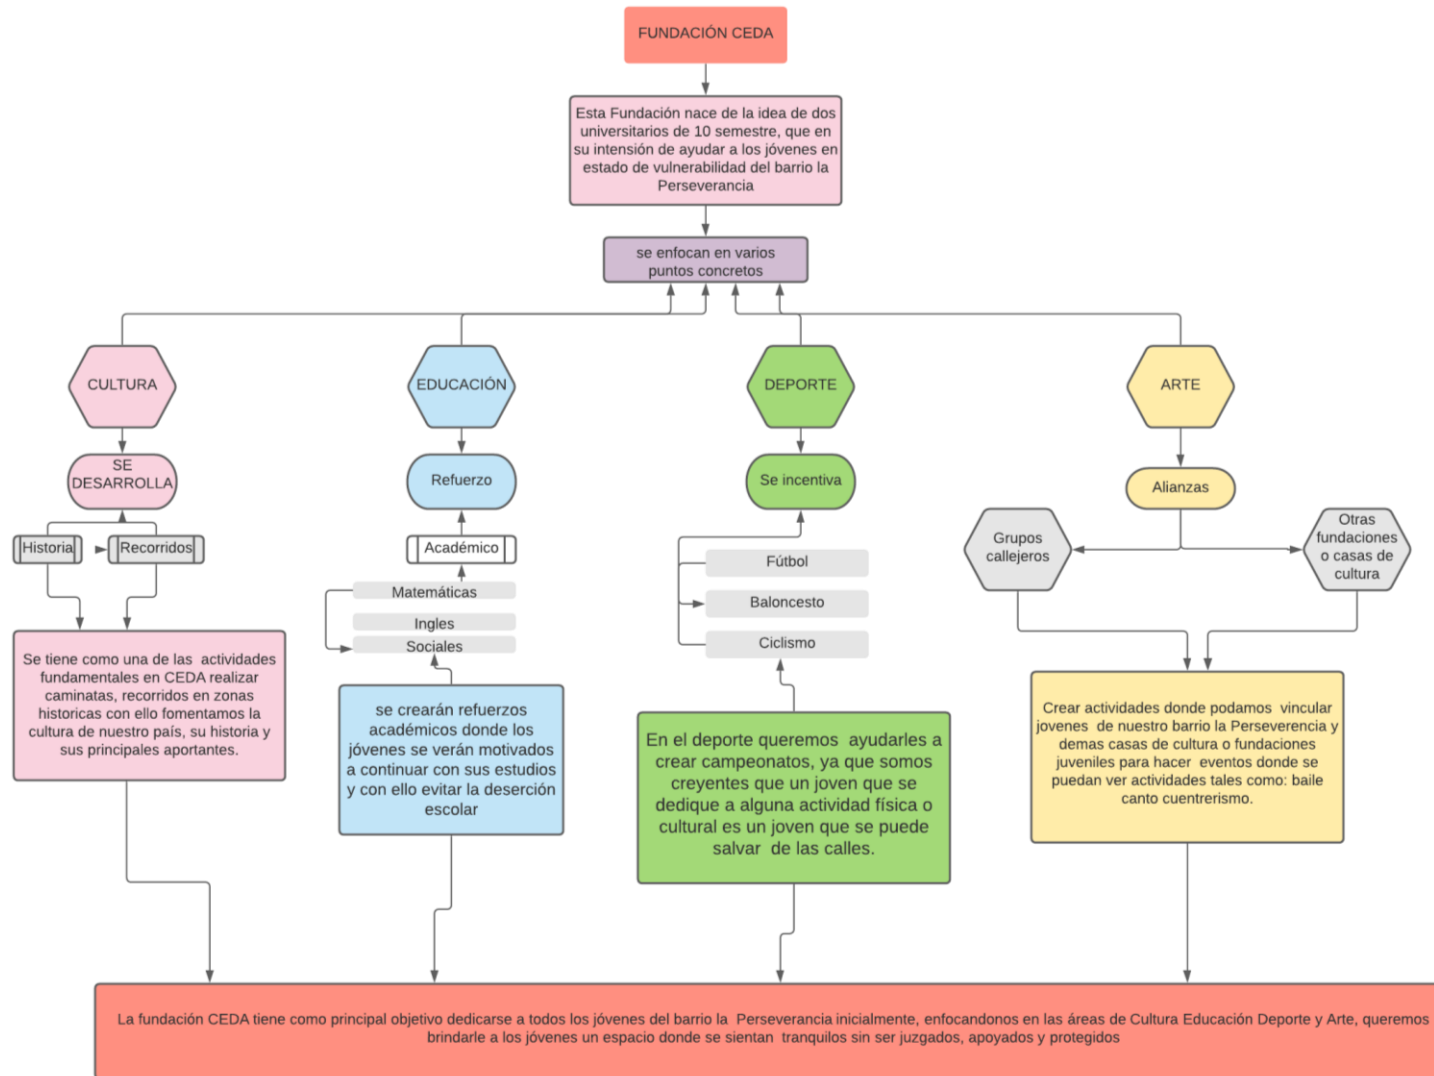 FUNDACIÓN CEDA
Esta Fundación nace de la idea de dos
universitarios de 10 semestre, que en
su intensión de ayudar a los jóvenes en
estado de vulnerabilidad del barrio la
Perseverancia
se enfocan en varios
puntos concretos
CULTURA
SE
DESARROLLA
Historia
Recorridos
Se tiene como una de las actividades
fundamentales en CEDA realizar
caminatas, recorridos en zonas
historicas con ello fomentamos la
cultura de nuestro país, su historia y
sus principales aportantes.
EDUCACIÓN
Refuerzo
Académico
Matemáticas
Ingles
Sociales
se crearán refuerzos
académicos donde los
jóvenes se verán motivados
a continuar con sus estudios
y con ello evitar la deserción
escolar
DEPORTE
Se incentiva
Fútbol
Baloncesto
Ciclismo
En el deporte queremos ayudarles a
crear campeonatos, ya que somos
creyentes que un joven que se
dedique a alguna actividad física o
cultural es un joven que se puede
salvar de las calles.
ARTE
Alianzas
Grupos
callejeros
Otras
fundaciones
o casas de
cultura
Crear actividades donde podamos vincular
jovenes de nuestro barrio la Perseverencia y
demas casas de cultura o fundaciones
juveniles para hacer eventos donde se
puedan ver actividades tales como: baile
canto cuentrerismo.
La fundación CEDA tiene como principal objetivo dedicarse a todos los jóvenes del barrio la Perseverancia inicialmente, enfocandonos en las áreas de Cultura Educación Deporte y Arte, queremos
brindarle a los jóvenes un espacio donde se sientan tranquilos sin ser juzgados, apoyados y protegidos